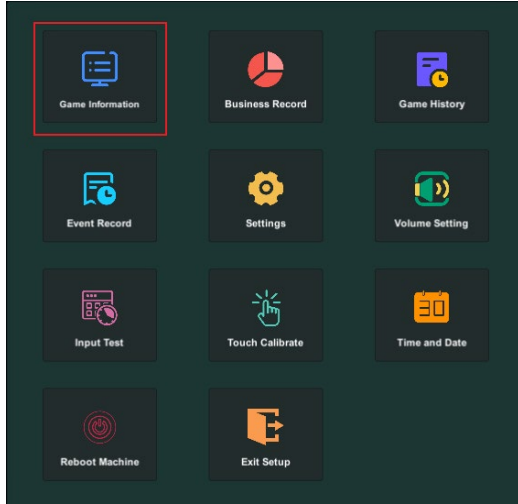 Game Information
Business Record
Game History
Event Record
Settings
Volume Setting
Input Test
Touch Calibrate
30
Time and Date
Reboot Machine
Exit Setup